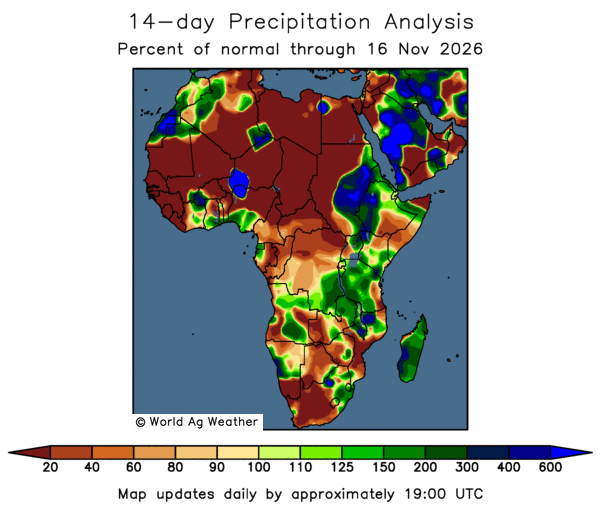 14-day Precipitation Analysis
Percent of normal through 16 Nov 2026
© World Ag Weather
20 40 60 80 90 100 110 125 150 200 300 400 600
Map updates daily by approximately 19:00 UTC